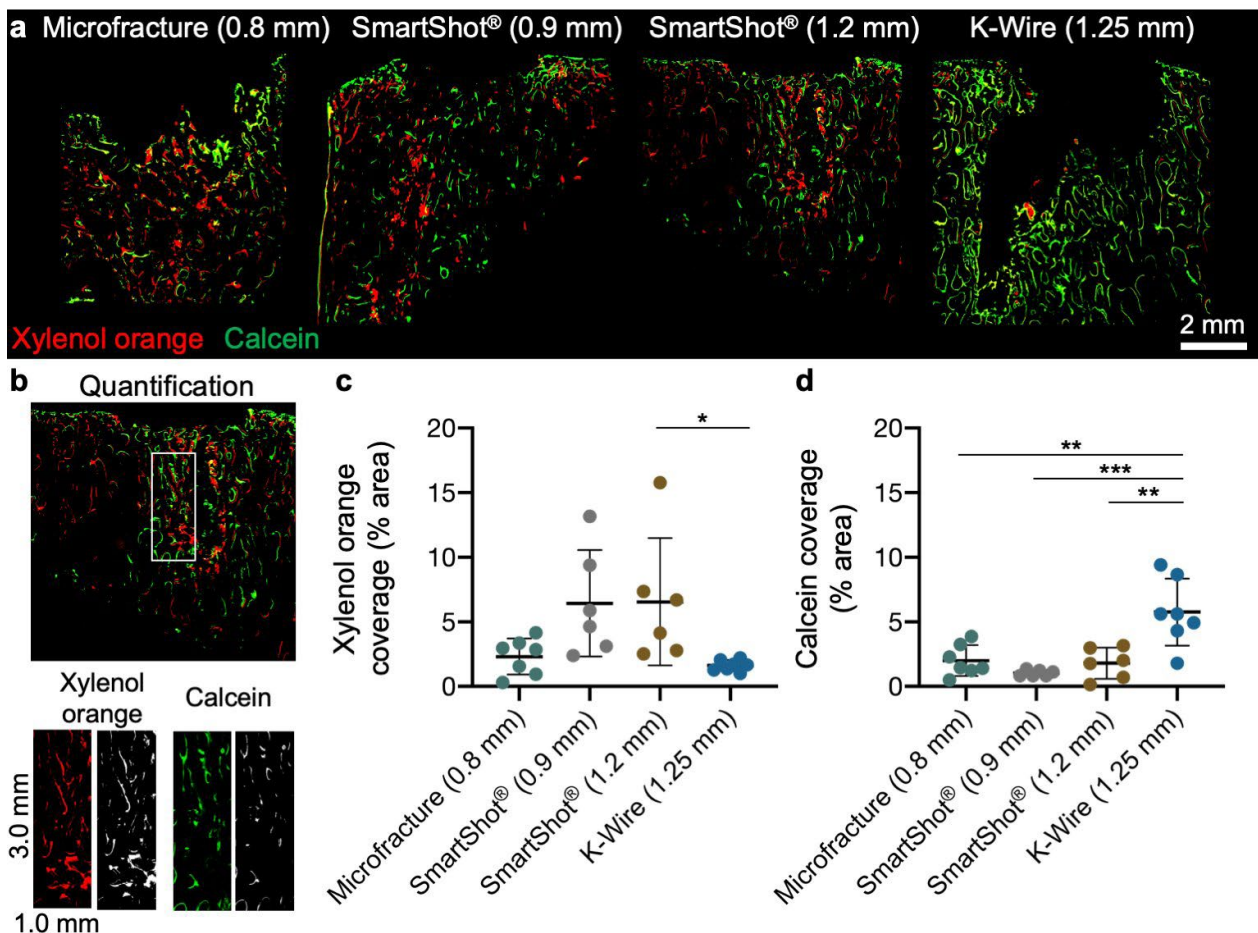 a Microfracture (0.8 mm) SmartShot® (0.9 mm) SmartShot® (1.2 mm) K-Wire (1.25 mm)
Xylenol orange Calcein
2 mm
b
Quantification
Xylenol
orange
Calcein
3.0 mm
1.0 mm
c
Xylenol orange
coverage (% area)
20
15
10
5
0
*
Microfracture (0.8 mm)
SmartShot® (0.9 mm)
SmartShot® (1.2 mm)
K-Wire (1.25 mm)
d
Calcein coverage
(% area)
20
15
10
5
0
**
***
**
Microfracture (0.8 mm)
SmartShot® (0.9 mm)
SmartShot® (1.2 mm)
K-Wire (1.25 mm)